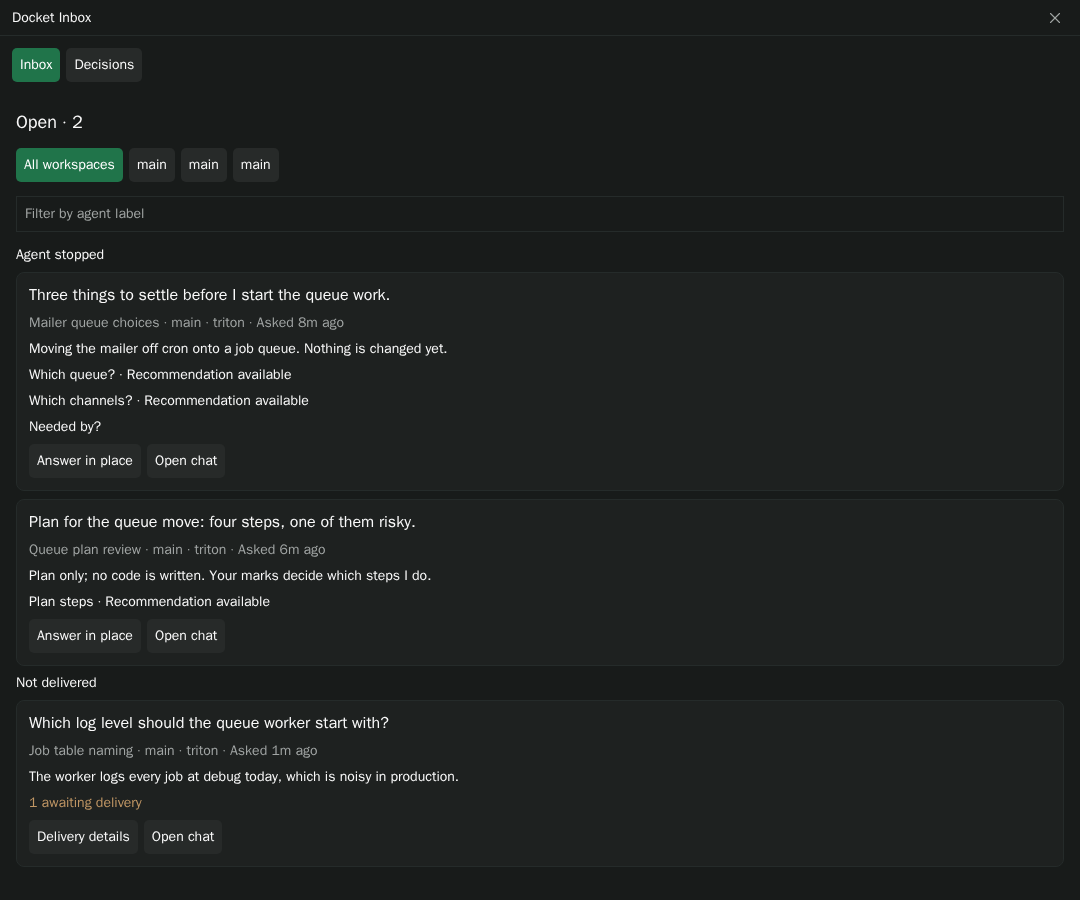 Docket Inbox
Inbox Decisions
Open · 2
All workspaces main main main
Filter by agent label
Agent stopped
Three things to settle before I start the queue work.
Mailer queue choices · main · triton · Asked 8m ago
Moving the mailer off cron onto a job queue. Nothing is changed yet.
Which queue? · Recommendation available
Which channels? · Recommendation available
Needed by?
Answer in place Open chat
Plan for the queue move: four steps, one of them risky.
Queue plan review · main · triton · Asked 6m ago
Plan only; no code is written. Your marks decide which steps I do.
Plan steps · Recommendation available
Answer in place Open chat
Not delivered
Which log level should the queue worker start with?
Job table naming · main · triton · Asked 1m ago
The worker logs every job at debug today, which is noisy in production.
1 awaiting delivery
Delivery details Open chat